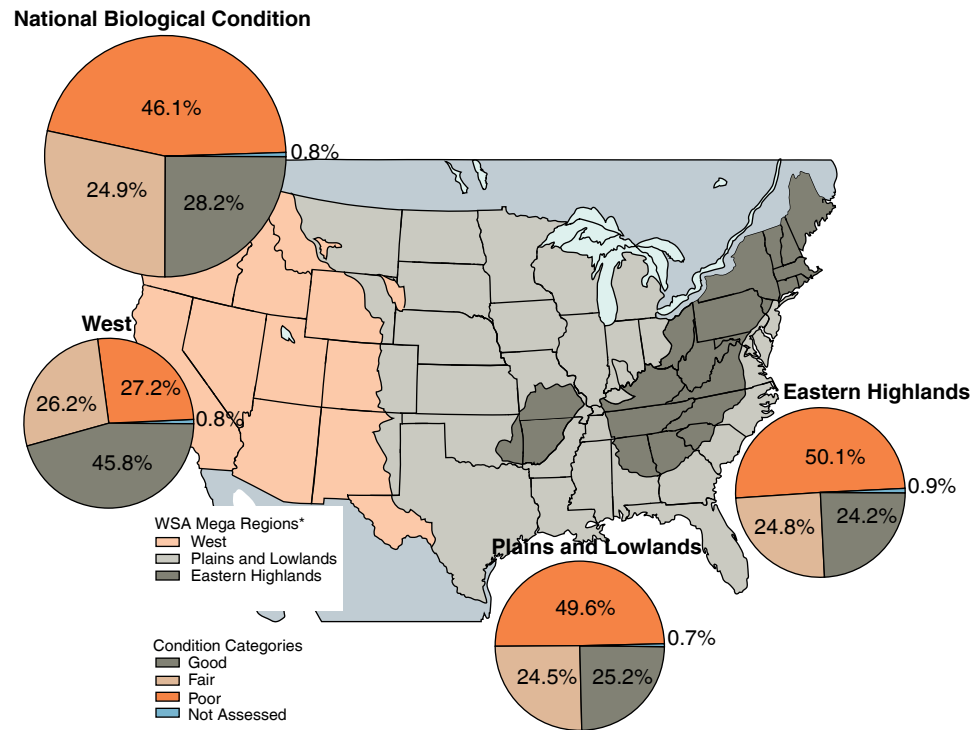 National Biological Condition
46.1%
0.8%
24.9%
28.2%
West
27.2%
26.2%
0.8%
45.8%
Eastern Highlands
50.1%
0.9%
24.8%
24.2%
WSA Mega Regions*
West
Plains and Lowlands
Eastern Highlands
Plains and Lowlands
49.6%
0.7%
24.5%
25.2%
Condition Categories
Good
Fair
Poor
Not Assessed